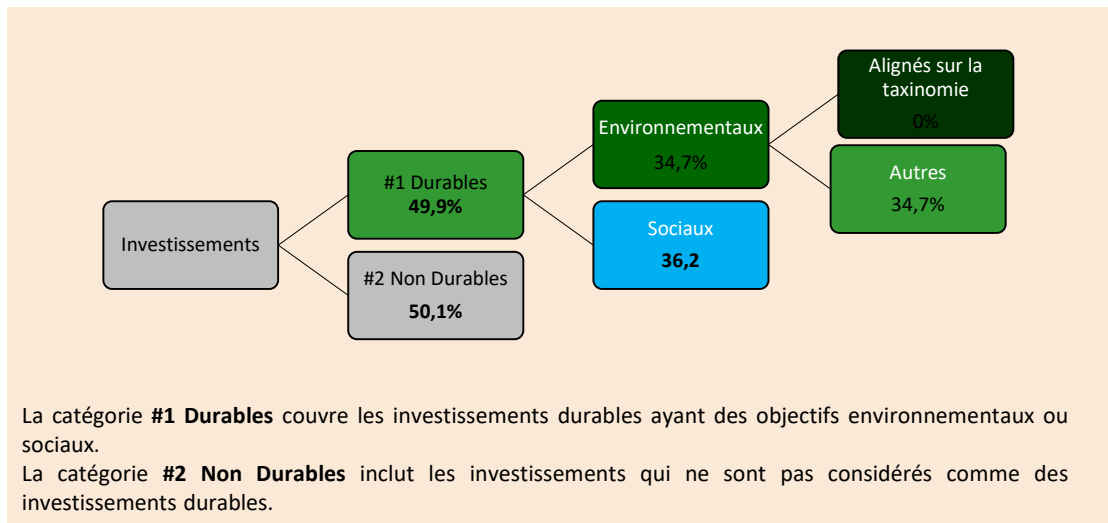 Investissements
#1 Durables
49,9%
#2 Non Durables
50,1%
Environnementaux
34,7%
Sociaux
36,2
Alignés sur la
taxinomie
0%
Autres
34,7%
La catégorie #1 Durables couvre les investissements durables ayant des objectifs environnementaux ou
sociaux.
La catégorie #2 Non Durables inclut les investissements qui ne sont pas considérés comme des
investissements durables.